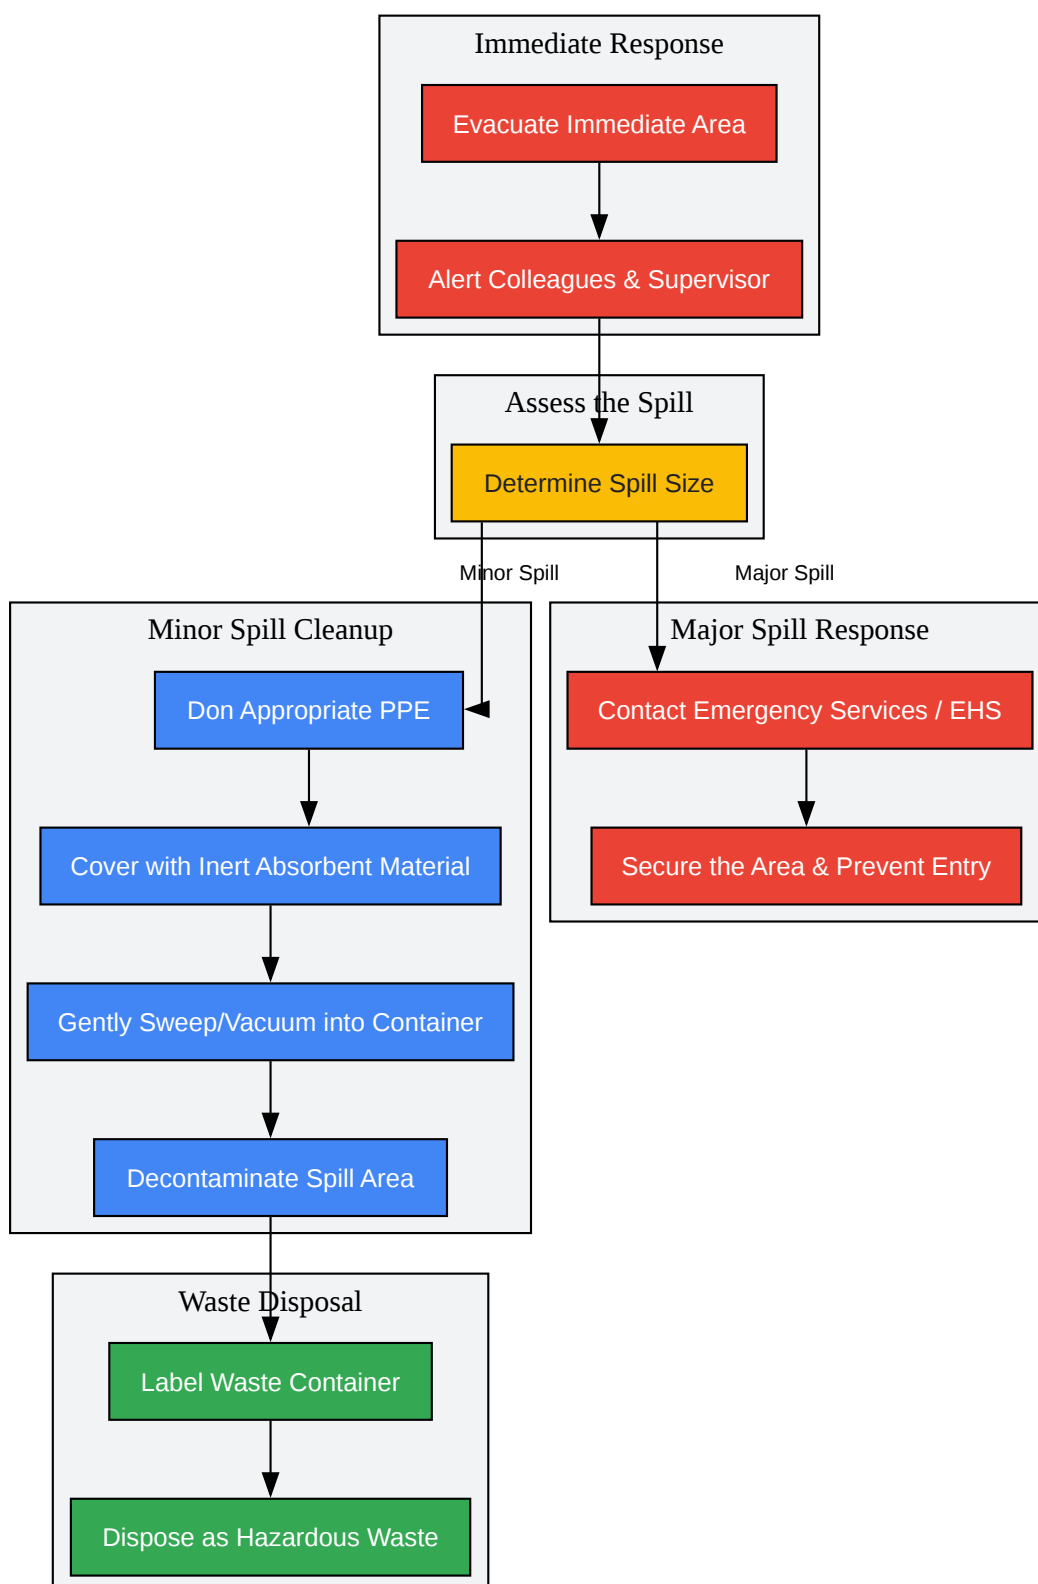 Immediate Response
Evacuate Immediate Area
Alert Colleagues & Supervisor
Assess the Spill
Determine Spill Size
Minor Spill
Major Spill
Minor Spill Cleanup
Don Appropriate PPE
Cover with Inert Absorbent Material
Gently Sweep/Vacuum into Container
Decontaminate Spill Area
Major Spill Response
Contact Emergency Services / EHS
Secure the Area & Prevent Entry
Waste Disposal
Label Waste Container
Dispose as Hazardous Waste